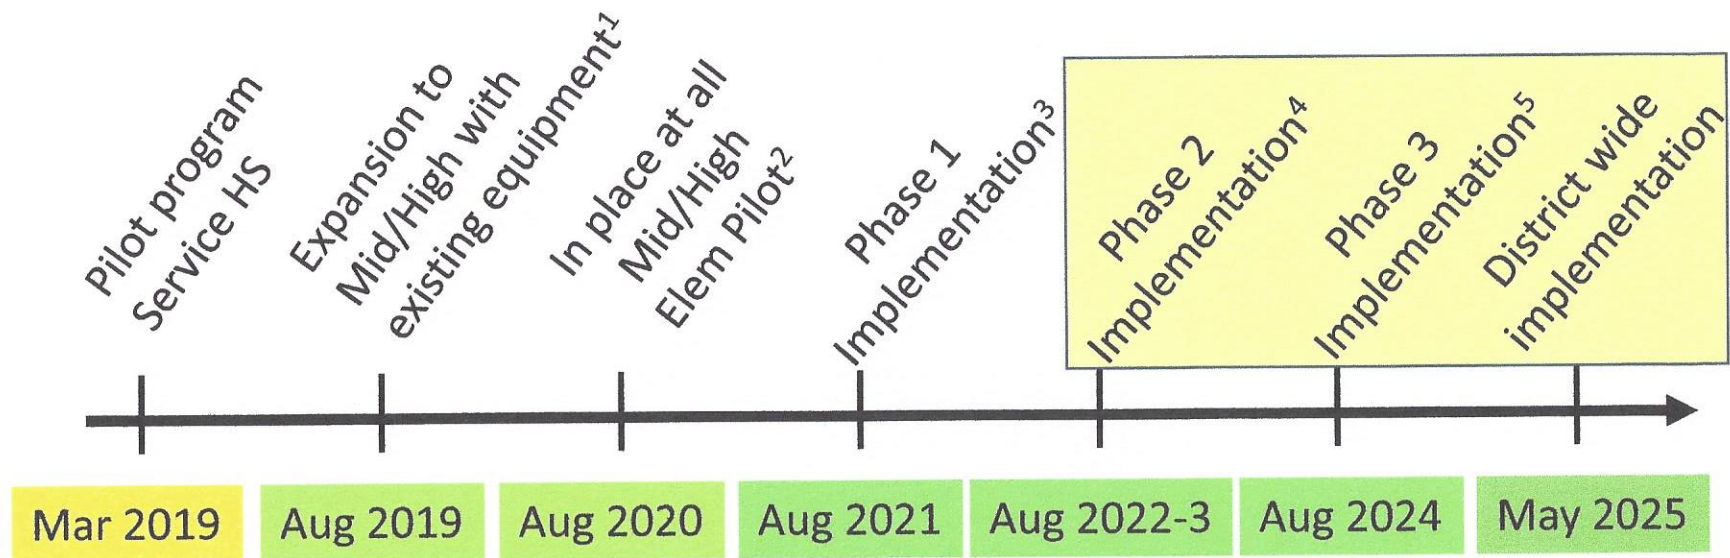 Pilot program
Service HS
Expansion to
Mid/High with
existing equipment¹
In place at all
Mid/High
Elem Pilot²
Phase 1
Implementation³
Phase 2
Implementation⁴
Phase 3
Implementation⁵
District wide
implementation
Mar 2019
Aug 2019
Aug 2020
Aug 2021
Aug 2022-3
Aug 2024
May 2025